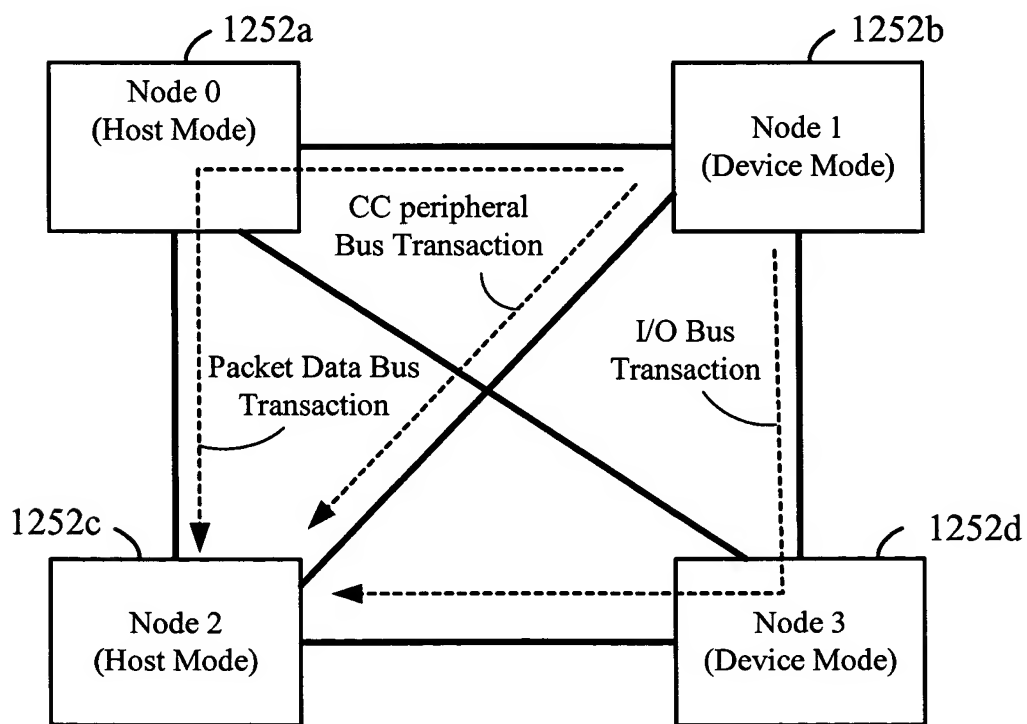 1252a
1252b
Node 0
(Host Mode)
Node 1
(Device Mode)
CC peripheral
Bus Transaction
I/O Bus
Transaction
Packet Data Bus
Transaction
1252c
1252d
Node 2
(Host Mode)
Node 3
(Device Mode)